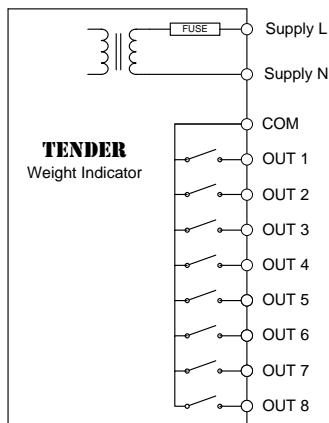 FUSE
Supply L
Supply N
COM
TENDER
OUT 1
Weight Indicator
OUT 2
OUT 3
OUT 4
OUT 5
OUT 6
OUT 7
OUT 8